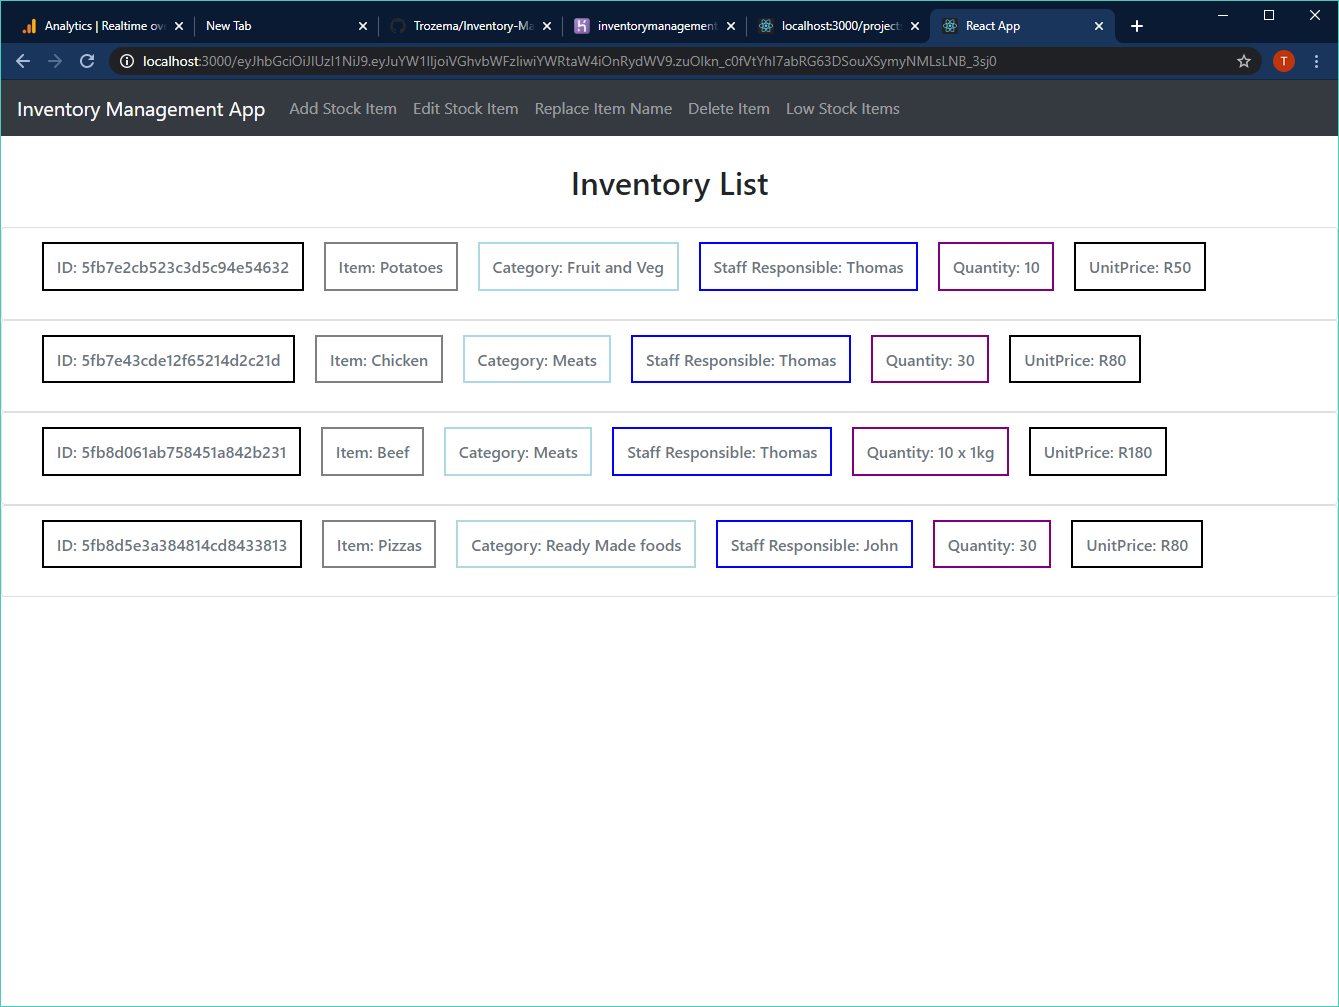 Analytics | Realtime ov
New Tab
Trozema/Inventory-Ma
inventorymanagement
localhost:3000/projects
React App
localhost:3000/eyJhbGciOiJIUzI1NiJ9.eyJuYW1lIjoiVGhvbWFzIiwiYWRtaW4iOnRydWV9.zuOIkn_c0fVtYhI7abRG63DSouXSymyNMLsLNB_3sj0
T
Inventory Management App Add Stock Item Edit Stock Item Replace Item Name Delete Item Low Stock Items
Inventory List
ID: 5fb7e2cb523c3d5c94e54632 Item: Potatoes Category: Fruit and Veg Staff Responsible: Thomas Quantity: 10 UnitPrice: R50
ID: 5fb7e43cde12f65214d2c21d Item: Chicken Category: Meats Staff Responsible: Thomas Quantity: 30 UnitPrice: R80
ID: 5fb8d061ab758451a842b231 Item: Beef Category: Meats Staff Responsible: Thomas Quantity: 10 x 1kg UnitPrice: R180
ID: 5fb8d5e3a384814cd8433813 Item: Pizzas Category: Ready Made foods Staff Responsible: John Quantity: 30 UnitPrice: R80